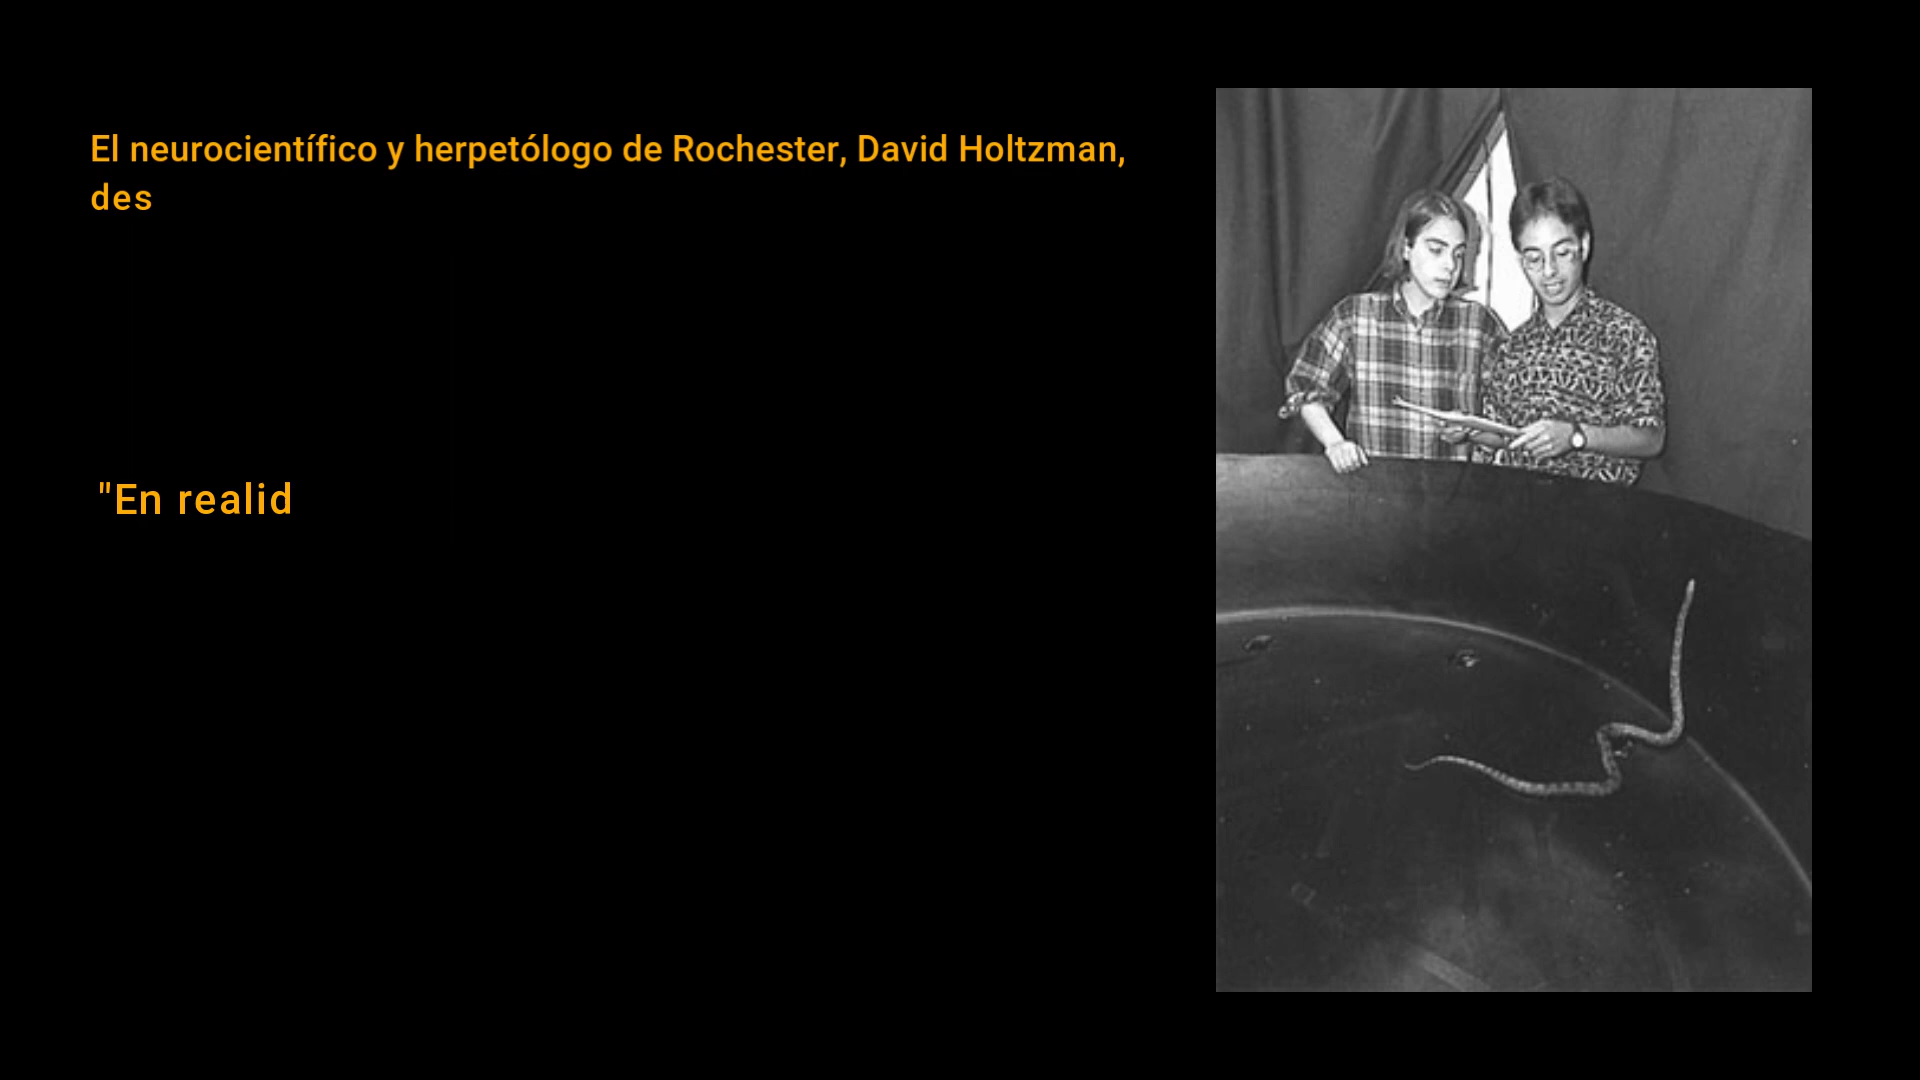 El neurocientífico y herpetólogo de Rochester, David Holtzman,
des
"En realid